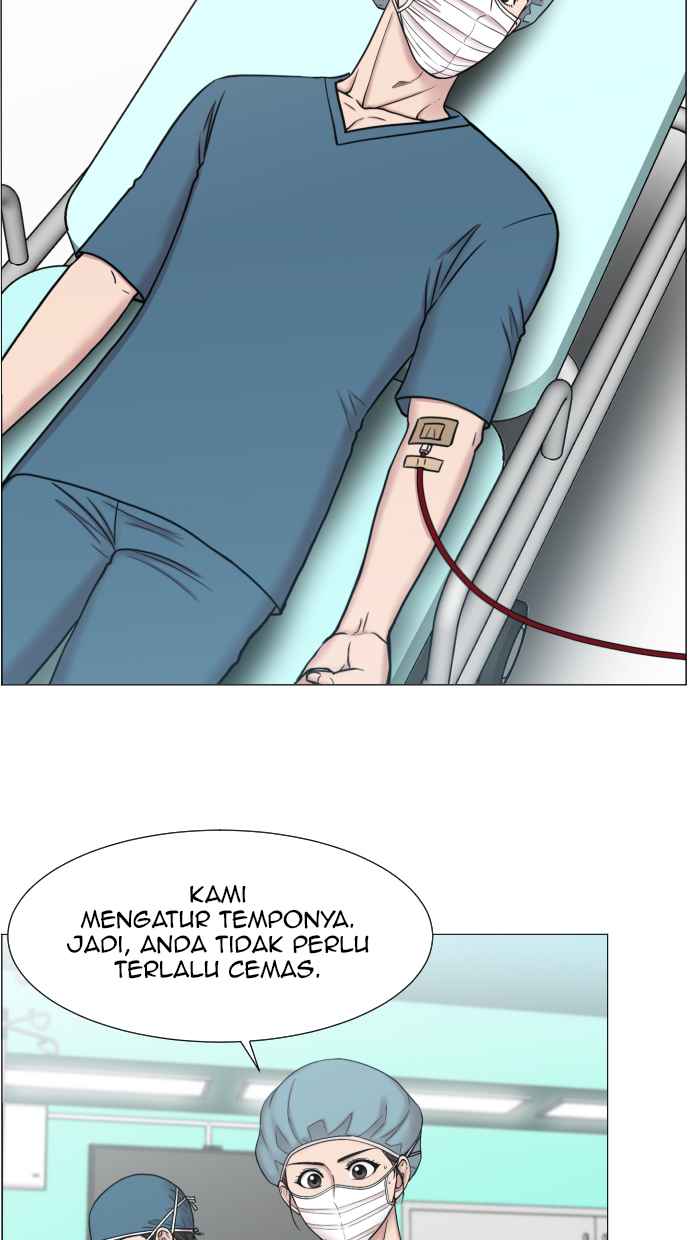 KAMI
MENGATUR TEMPONYA.
JADI, ANDA TIDAK PERLU
TERLALU CEMAS.